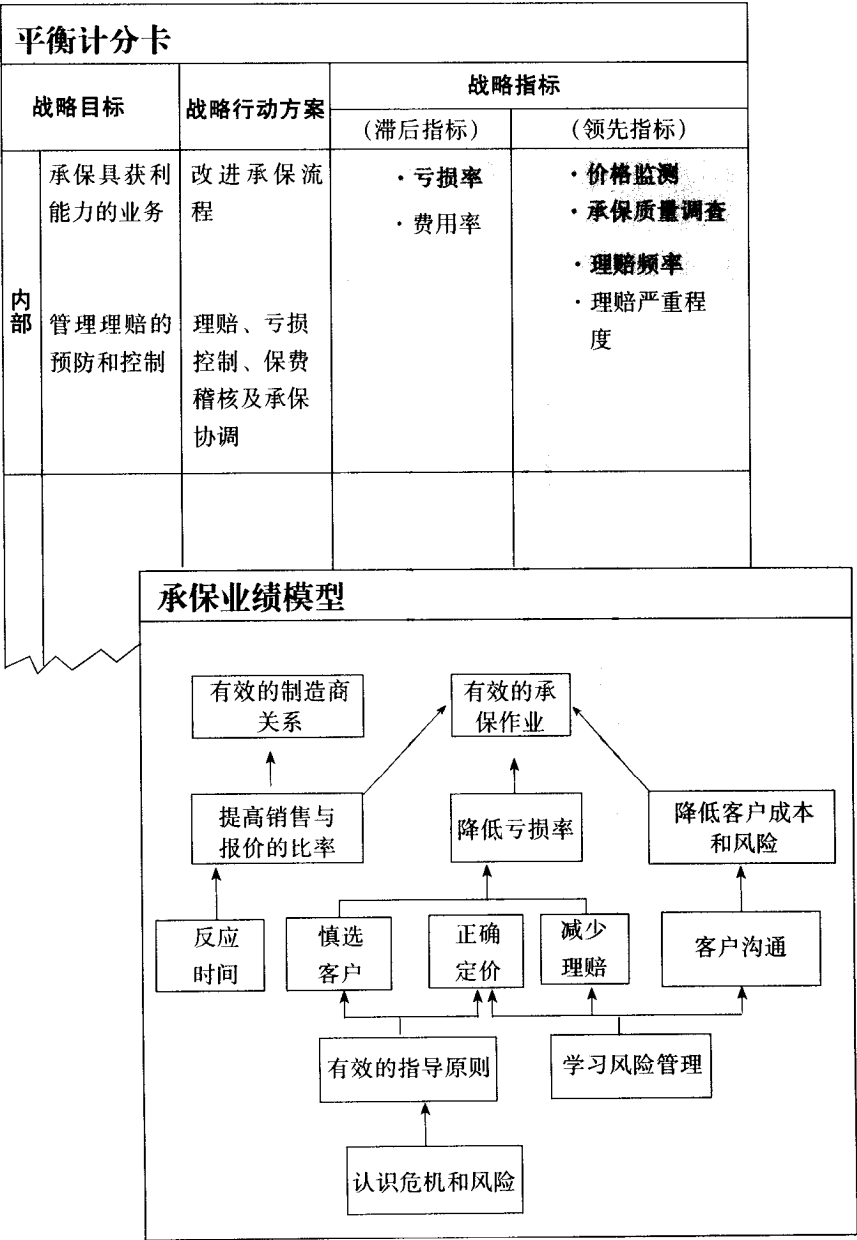 平衡计分卡
战略目标
战略行动方案
战略指标
(滞后指标)
(领先指标)
内部
承保具获利
能力的业务
改进承保流
程
·亏损率
·费用率
·价格监测
·承保质量调查
·理赔频率
·理赔严重程
度
管理理赔的
预防和控制
理赔、亏损
控制、保费
稽核及承保
协调
承保业绩模型
有效的制造商
关系
有效的承
保作业
提高销售与
报价的比率
降低亏损率
降低客户成本
和风险
反应
时间
慎选
客户
正确
定价
减少
理赔
客户沟通
有效的指导原则
学习风险管理
认识危机和风险